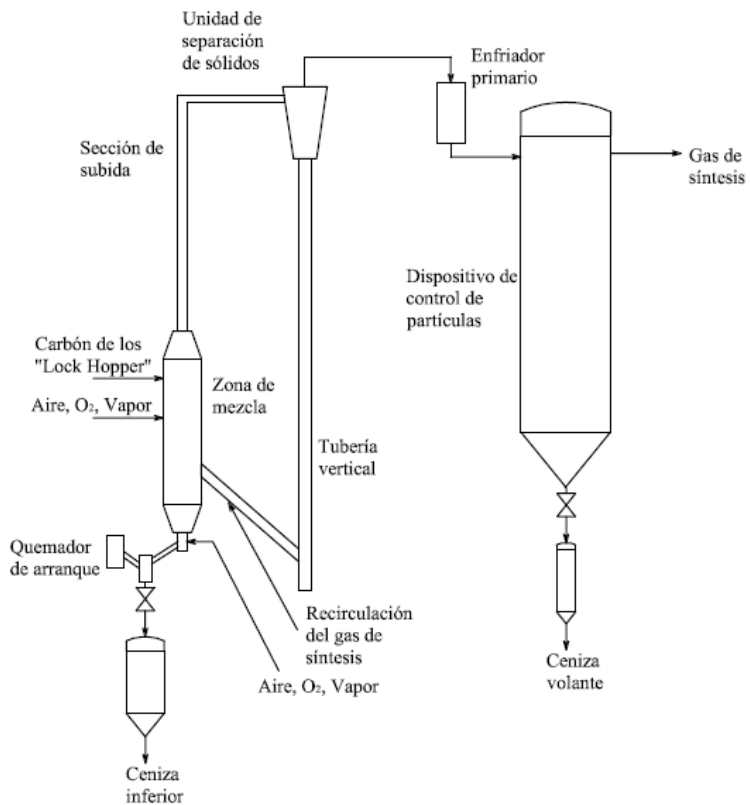 Unidad de
separación
de sólidos
Enfriador
primario
Sección de
subida
Gas de
síntesis
Dispositivo de
control de
partículas
Carbón de los
"Lock Hopper"
Zona de
mezcla
Aire, O₂, Vapor
Tubería
vertical
Quemador
de arranque
Recirculación
del gas de
síntesis
Aire, O₂, Vapor
Ceniza
volante
Ceniza
inferior